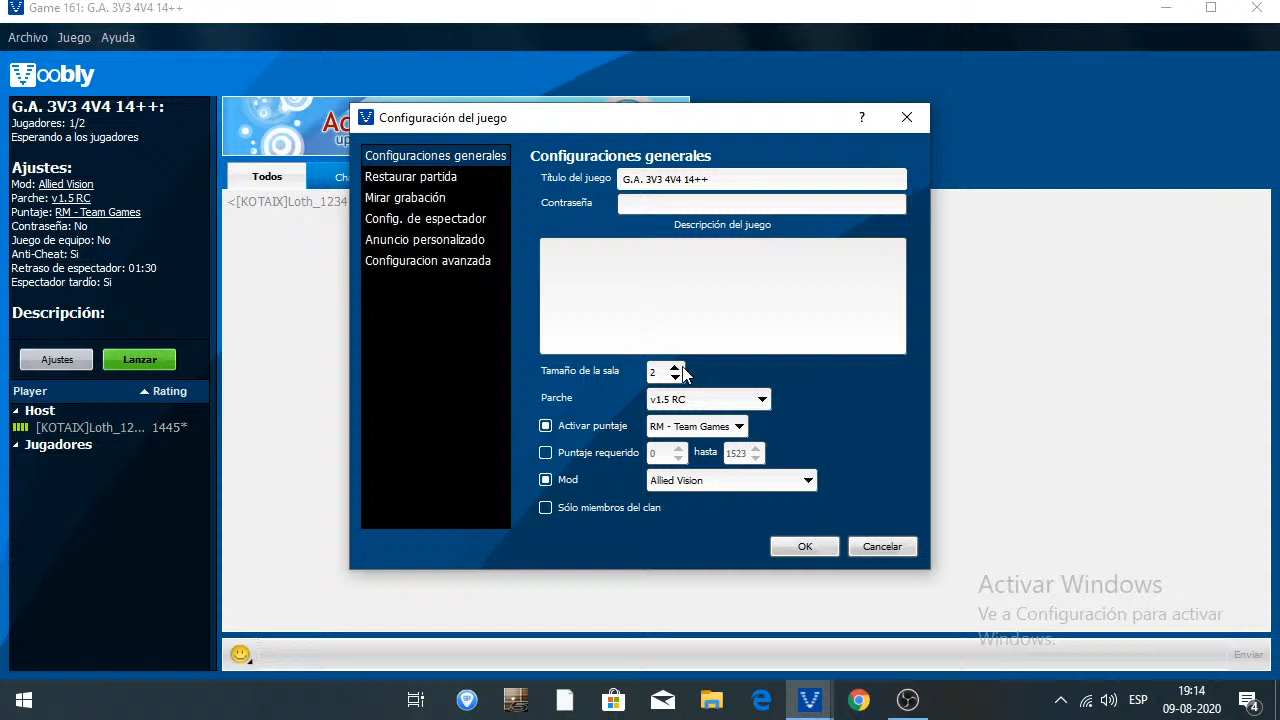 Game 161: G.A. 3V3 4V4 14++
Archivo Juego Ayuda
Voobly
G.A. 3V3 4V4 14++:
Jugadores: 1/2
Esperando a los jugadores
Ajustes:
Mod: Allied Vision
Parche: v1.5 RC
Puntaje: RM - Team Games
Contraseña: No
Juego de equipo: No
Anti-Cheat: Si
Retraso de espectador: 01:30
Espectador tardío: Si
Descripción:
Ajustes Lanzar
Player Rating
Host
[KOTAIX]Loth_12... 1445*
Jugadores
Todos
<[KOTAIX]Loth_1234
Configuración del juego
?
Configuraciones generales
Restaurar partida
Mirar grabación
Config. de espectador
Anuncio personalizado
Configuracion avanzada
Configuraciones generales
Título del juego G.A. 3V3 4V4 14++
Contraseña
Descripción del juego
Tamaño de la sala 2
Parche v1.5 RC
Activar puntaje RM - Team Games
Puntaje requerido 0 hasta 1523
Mod Allied Vision
Sólo miembros del clan
OK Cancelar
Activar Windows
Ve a Configuración para activar
Windows.
Enviar
ESP
19:14
09-08-2020
4